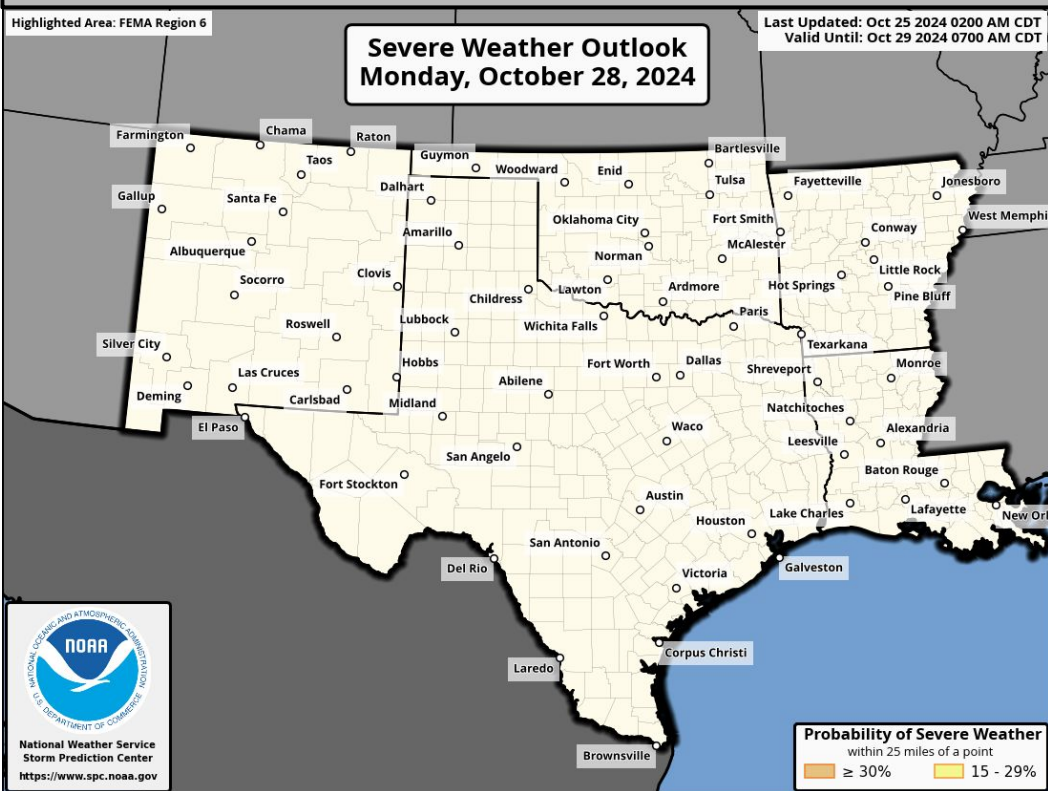 Highlighted Area: FEMA Region 6
Severe Weather Outlook
Monday, October 28, 2024
Last Updated: Oct 25 2024 0200 AM CDT
Valid Until: Oct 29 2024 0700 AM CDT
Farmington
Chama
Raton
Taos
Guymon
Woodward
Enid
Bartlesville
Tulsa
Fayetteville
Jonesboro
Gallup
Santa Fe
Dalhart
Oklahoma City
Fort Smith
Conway
West Memphi
Albuquerque
Amarillo
Norman
McAlester
Little Rock
Socorro
Clovis
Childress
Lawton
Ardmore
Hot Springs
Pine Bluff
Roswell
Lubbock
Wichita Falls
Paris
Texarkana
Silver City
Las Cruces
Hobbs
Fort Worth
Dallas
Shreveport
Monroe
Deming
Carlsbad
Midland
Abilene
Natchitoches
El Paso
Waco
Leesville
Alexandria
San Angelo
Fort Stockton
Baton Rouge
Austin
Lake Charles
Lafayette
New Orl
Houston
San Antonio
Del Rio
Galveston
Victoria
Laredo
Corpus Christi
Brownsville
NATIONAL OCEANIC AND ATMOSPHERIC ADMINISTRATION
NOAA
U.S. DEPARTMENT OF COMMERCE
National Weather Service
Storm Prediction Center
https://www.spc.noaa.gov
Probability of Severe Weather
within 25 miles of a point
≥ 30%
15 - 29%